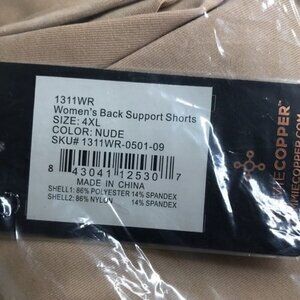 1311WR
Women's Back Support Shorts
SIZE: 4XL
COLOR: NUDE
SKU# 1311WR-0501-09
8 43041 12530 7
MADE IN CHINA
SHELL1: 86% POLYESTER 14% SPANDEX
SHELL2: 86% NYLON 14% SPANDEX
COPPER